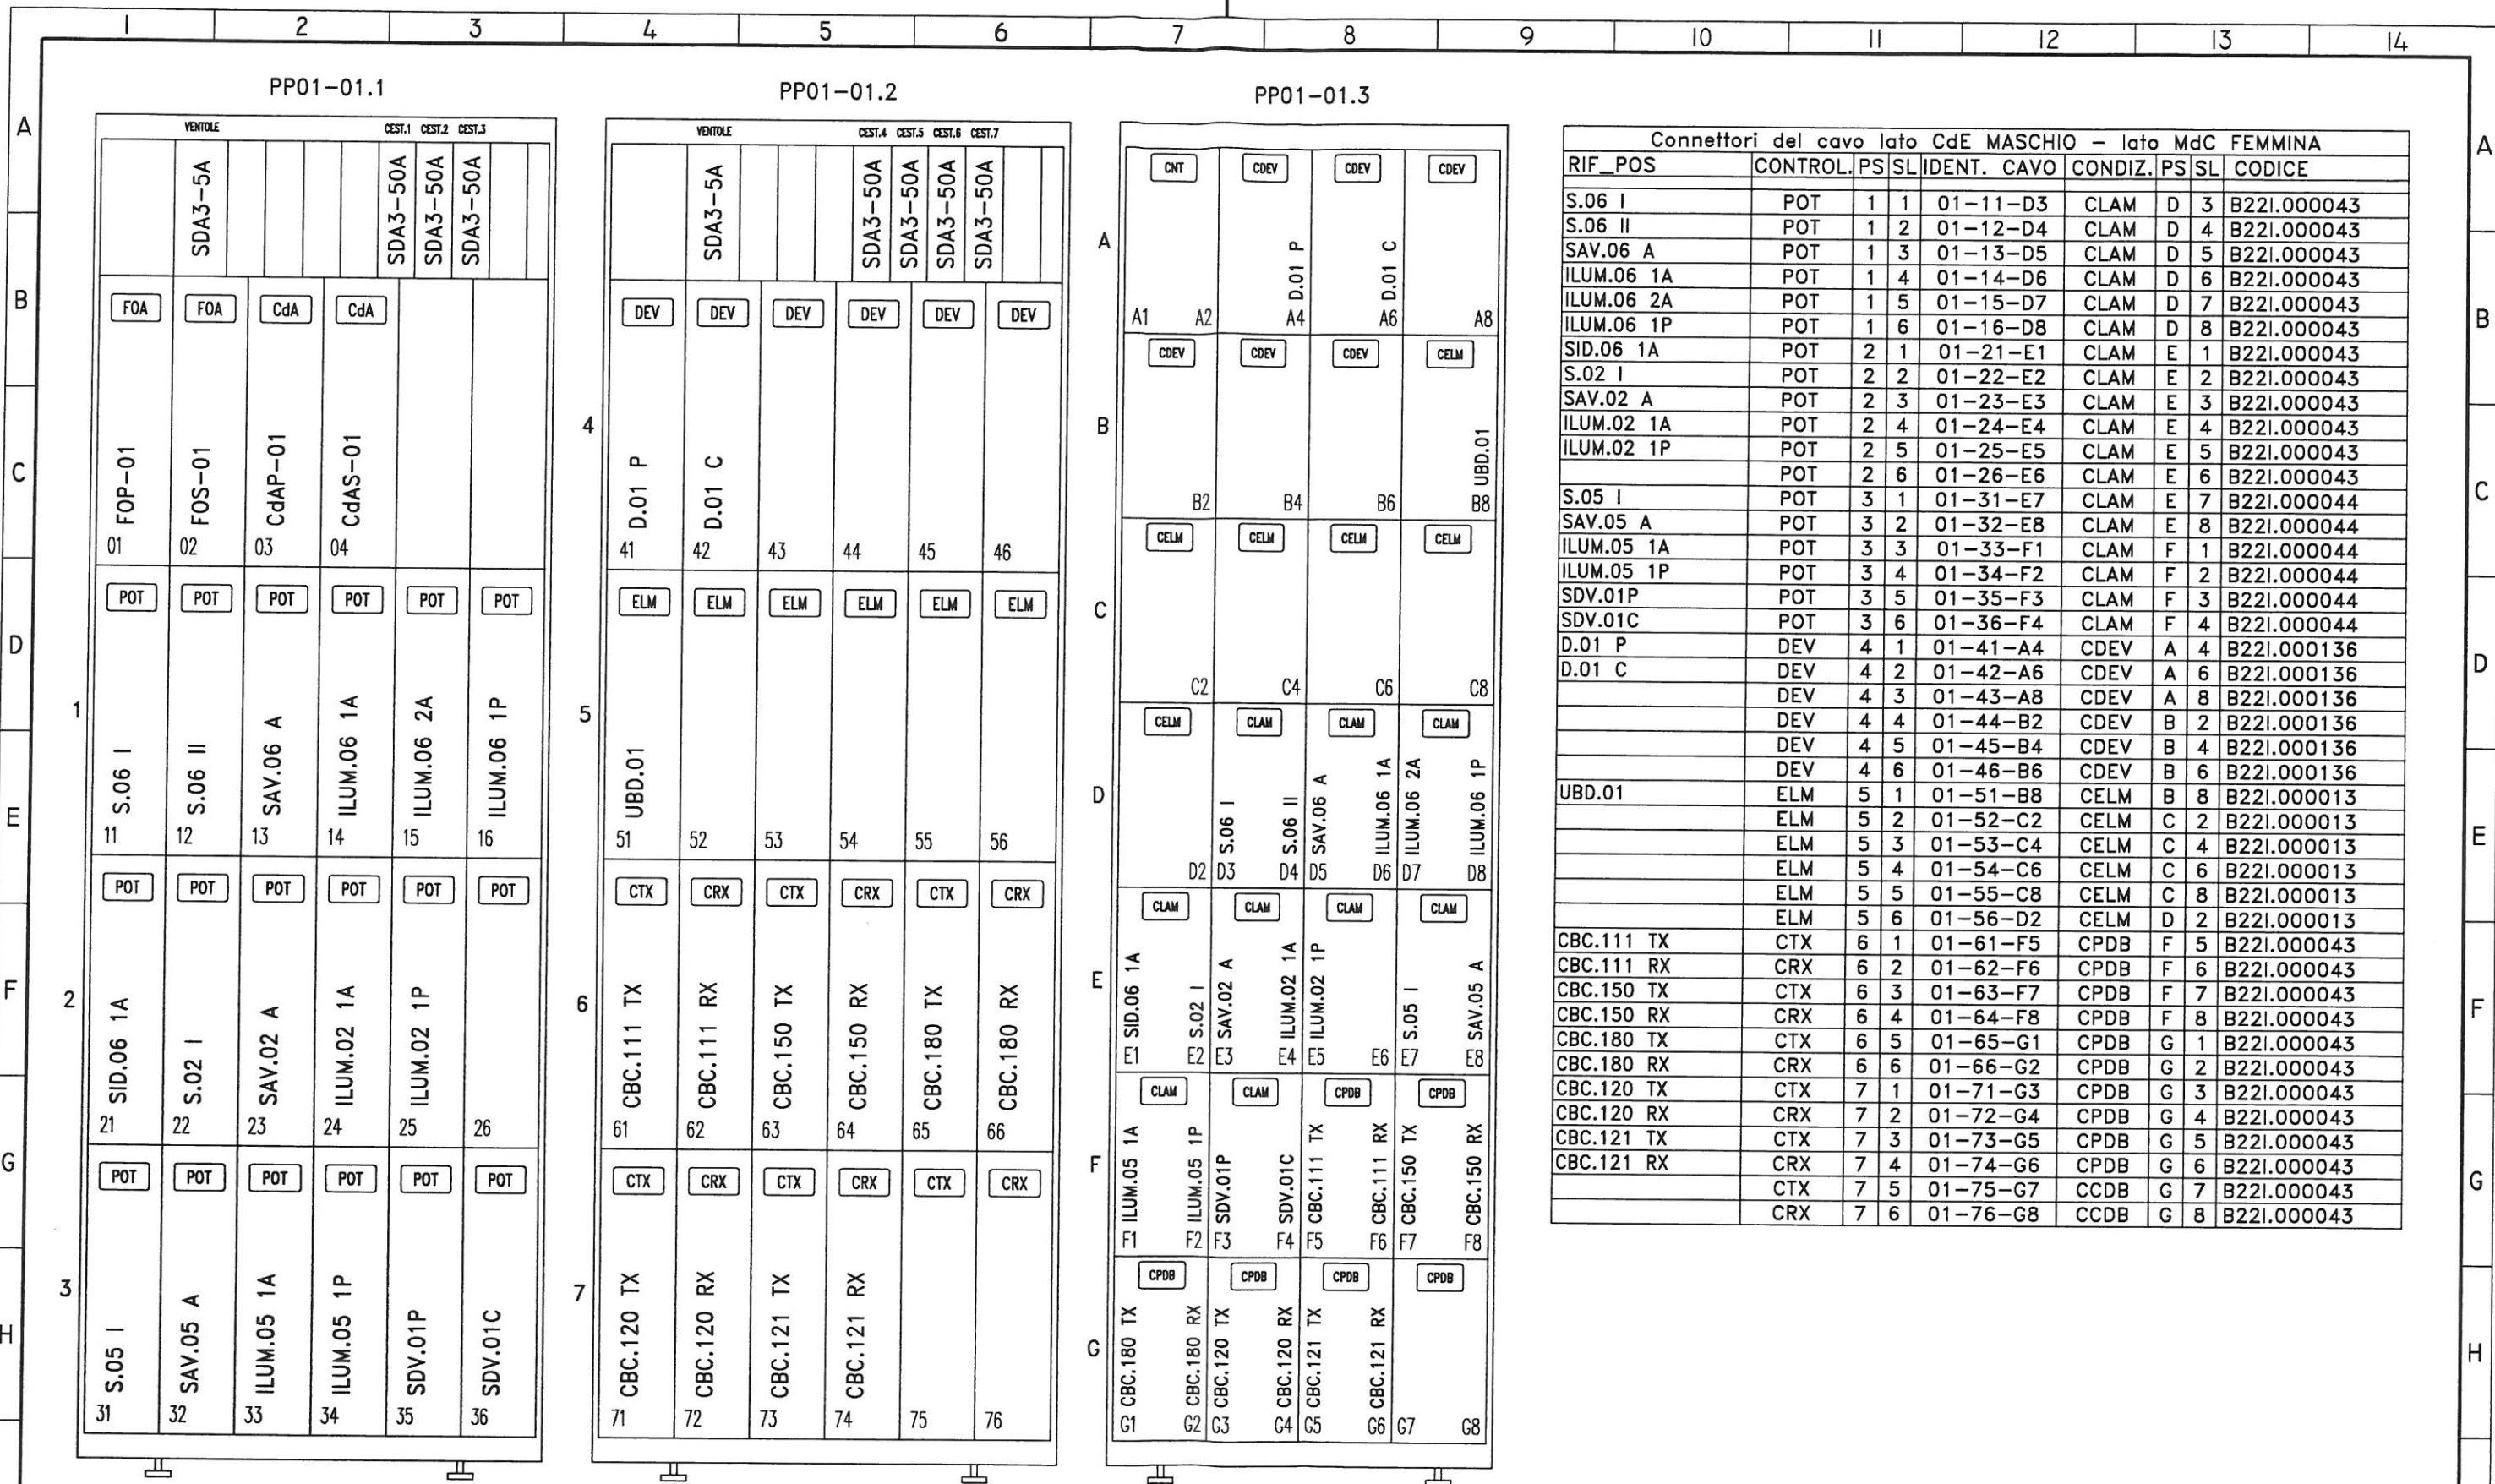 1 2 3 4 5 6 7 8 9 10 11 12 13 14
A
B
C
D
E
F
G
H
PP01-01.1
VENTOLE CEST.1 CEST.2 CEST.3
SDA3-5A SDA3-50A SDA3-50A SDA3-50A
FOA FOA CdA CdA
FOP-01 FOS-01 CdAP-01 CdAS-01
01 02 03 04
1
POT POT POT POT POT POT
S.06 I S.06 II SAV.06 A ILUM.06 1A ILUM.06 2A ILUM.06 1P
11 12 13 14 15 16
2
POT POT POT POT POT POT
SID.06 1A S.02 I SAV.02 A ILUM.02 1A ILUM.02 1P
21 22 23 24 25 26
3
POT POT POT POT POT POT
S.05 I SAV.05 A ILUM.05 1A ILUM.05 1P SDV.01P SDV.01C
31 32 33 34 35 36
PP01-01.2
VENTOLE CEST.4 CEST.5 CEST.6 CEST.7
SDA3-5A SDA3-50A SDA3-50A SDA3-50A SDA3-50A
4
DEV DEV DEV DEV DEV DEV
D.01 P D.01 C
41 42 43 44 45 46
5
ELM ELM ELM ELM ELM ELM
UBD.01
51 52 53 54 55 56
6
CTX CRX CTX CRX CTX CRX
CBC.111 TX CBC.111 RX CBC.150 TX CBC.150 RX CBC.180 TX CBC.180 RX
61 62 63 64 65 66
7
CTX CRX CTX CRX CTX CRX
CBC.120 TX CBC.120 RX CBC.121 TX CBC.121 RX
71 72 73 74 75 76
PP01-01.3
A
CNT CDEV CDEV CDEV
D.01 P D.01 C
A1 A2 A4 A6 A8
B
CDEV CDEV CDEV CELM
UBD.01
B2 B4 B6 B8
C
CELM CELM CELM CELM
C2 C4 C6 C8
D
CELM CLAM CLAM CLAM
S.06 I S.06 II SAV.06 A ILUM.06 1A ILUM.06 2A ILUM.06 1P
D2 D3 D4 D5 D6 D7 D8
E
CLAM CLAM CLAM CLAM
SID.06 1A S.02 I SAV.02 A ILUM.02 1A ILUM.02 1P S.05 I SAV.05 A
E1 E2 E3 E4 E5 E6 E7 E8
F
CLAM CLAM CPDB CPDB
ILUM.05 1A ILUM.05 1P SDV.01P SDV.01C CBC.111 TX CBC.111 RX CBC.150 TX CBC.150 RX
F1 F2 F3 F4 F5 F6 F7 F8
G
CPDB CPDB CPDB CPDB
CBC.180 TX CBC.180 RX CBC.120 TX CBC.120 RX CBC.121 TX CBC.121 RX
G1 G2 G3 G4 G5 G6 G7 G8
Connettori del cavo lato CdE MASCHIO - lato MdC FEMMINA
RIF_POS CONTROL. PS SL IDENT. CAVO CONDIZ. PS SL CODICE
S.06 I POT 1 1 01-11-D3 CLAM D 3 B221.000043
S.06 II POT 1 2 01-12-D4 CLAM D 4 B221.000043
SAV.06 A POT 1 3 01-13-D5 CLAM D 5 B221.000043
ILUM.06 1A POT 1 4 01-14-D6 CLAM D 6 B221.000043
ILUM.06 2A POT 1 5 01-15-D7 CLAM D 7 B221.000043
ILUM.06 1P POT 1 6 01-16-D8 CLAM D 8 B221.000043
SID.06 1A POT 2 1 01-21-E1 CLAM E 1 B221.000043
S.02 I POT 2 2 01-22-E2 CLAM E 2 B221.000043
SAV.02 A POT 2 3 01-23-E3 CLAM E 3 B221.000043
ILUM.02 1A POT 2 4 01-24-E4 CLAM E 4 B221.000043
ILUM.02 1P POT 2 5 01-25-E5 CLAM E 5 B221.000043
POT 2 6 01-26-E6 CLAM E 6 B221.000043
S.05 I POT 3 1 01-31-E7 CLAM E 7 B221.000044
SAV.05 A POT 3 2 01-32-E8 CLAM E 8 B221.000044
ILUM.05 1A POT 3 3 01-33-F1 CLAM F 1 B221.000044
ILUM.05 1P POT 3 4 01-34-F2 CLAM F 2 B221.000044
SDV.01P POT 3 5 01-35-F3 CLAM F 3 B221.000044
SDV.01C POT 3 6 01-36-F4 CLAM F 4 B221.000044
D.01 P DEV 4 1 01-41-A4 CDEV A 4 B221.000136
D.01 C DEV 4 2 01-42-A6 CDEV A 6 B221.000136
DEV 4 3 01-43-A8 CDEV A 8 B221.000136
DEV 4 4 01-44-B2 CDEV B 2 B221.000136
DEV 4 5 01-45-B4 CDEV B 4 B221.000136
DEV 4 6 01-46-B6 CDEV B 6 B221.000136
UBD.01 ELM 5 1 01-51-B8 CELM B 8 B221.000013
ELM 5 2 01-52-C2 CELM C 2 B221.000013
ELM 5 3 01-53-C4 CELM C 4 B221.000013
ELM 5 4 01-54-C6 CELM C 6 B221.000013
ELM 5 5 01-55-C8 CELM C 8 B221.000013
ELM 5 6 01-56-D2 CELM D 2 B221.000013
CBC.111 TX CTX 6 1 01-61-F5 CPDB F 5 B221.000043
CBC.111 RX CRX 6 2 01-62-F6 CPDB F 6 B221.000043
CBC.150 TX CTX 6 3 01-63-F7 CPDB F 7 B221.000043
CBC.150 RX CRX 6 4 01-64-F8 CPDB F 8 B221.000043
CBC.180 TX CTX 6 5 01-65-G1 CPDB G 1 B221.000043
CBC.180 RX CRX 6 6 01-66-G2 CPDB G 2 B221.000043
CBC.120 TX CTX 7 1 01-71-G3 CPDB G 3 B221.000043
CBC.120 RX CRX 7 2 01-72-G4 CPDB G 4 B221.000043
CBC.121 TX CTX 7 3 01-73-G5 CPDB G 5 B221.000043
CBC.121 RX CRX 7 4 01-74-G6 CPDB G 6 B221.000043
CTX 7 5 01-75-G7 CCDB G 7 B221.000043
CRX 7 6 01-76-G8 CCDB G 8 B221.000043
A
B
C
D
E
F
G
H